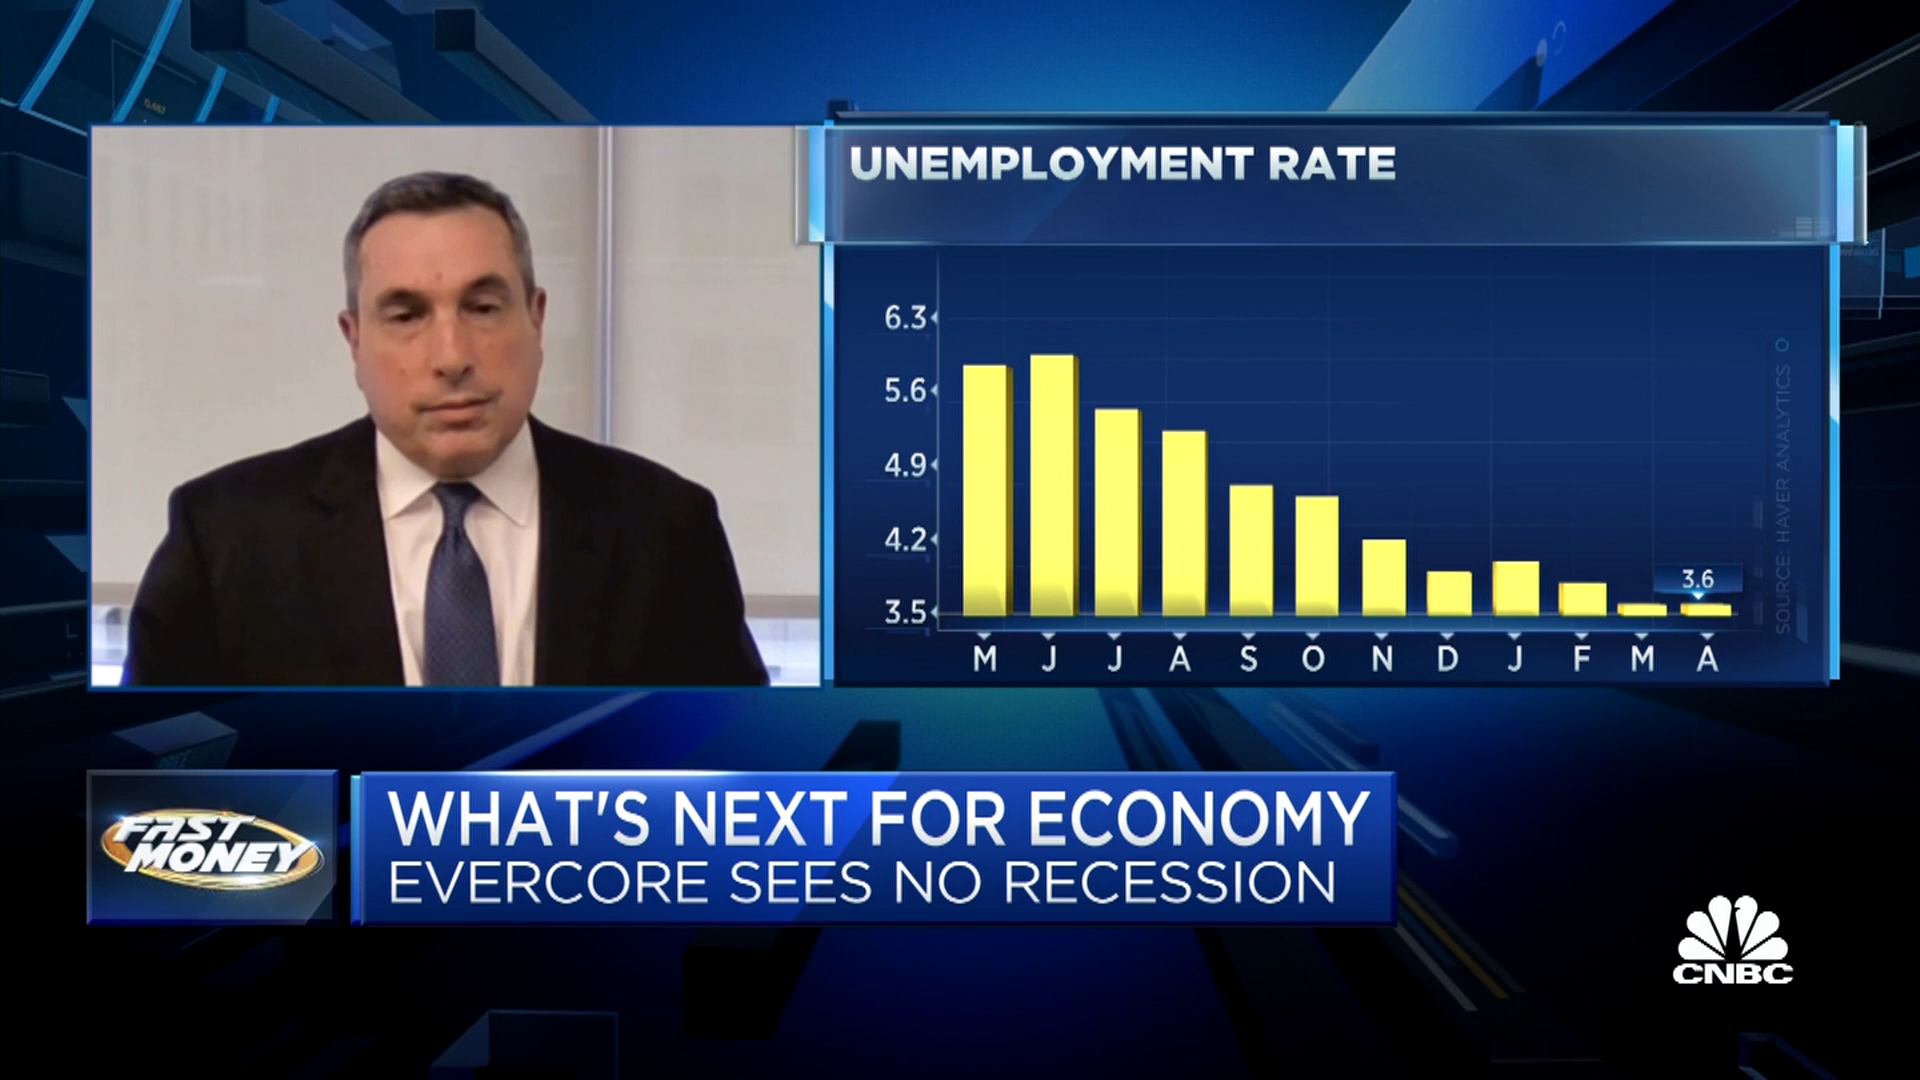 UNEMPLOYMENT RATE
6.3
5.6
4.9
4.2
3.5
3.6
M J J A S O N D J F M A
SOURCE: HAVER ANALYTICS
FAST
MONEY
WHAT'S NEXT FOR ECONOMY
EVERCORE SEES NO RECESSION
CNBC